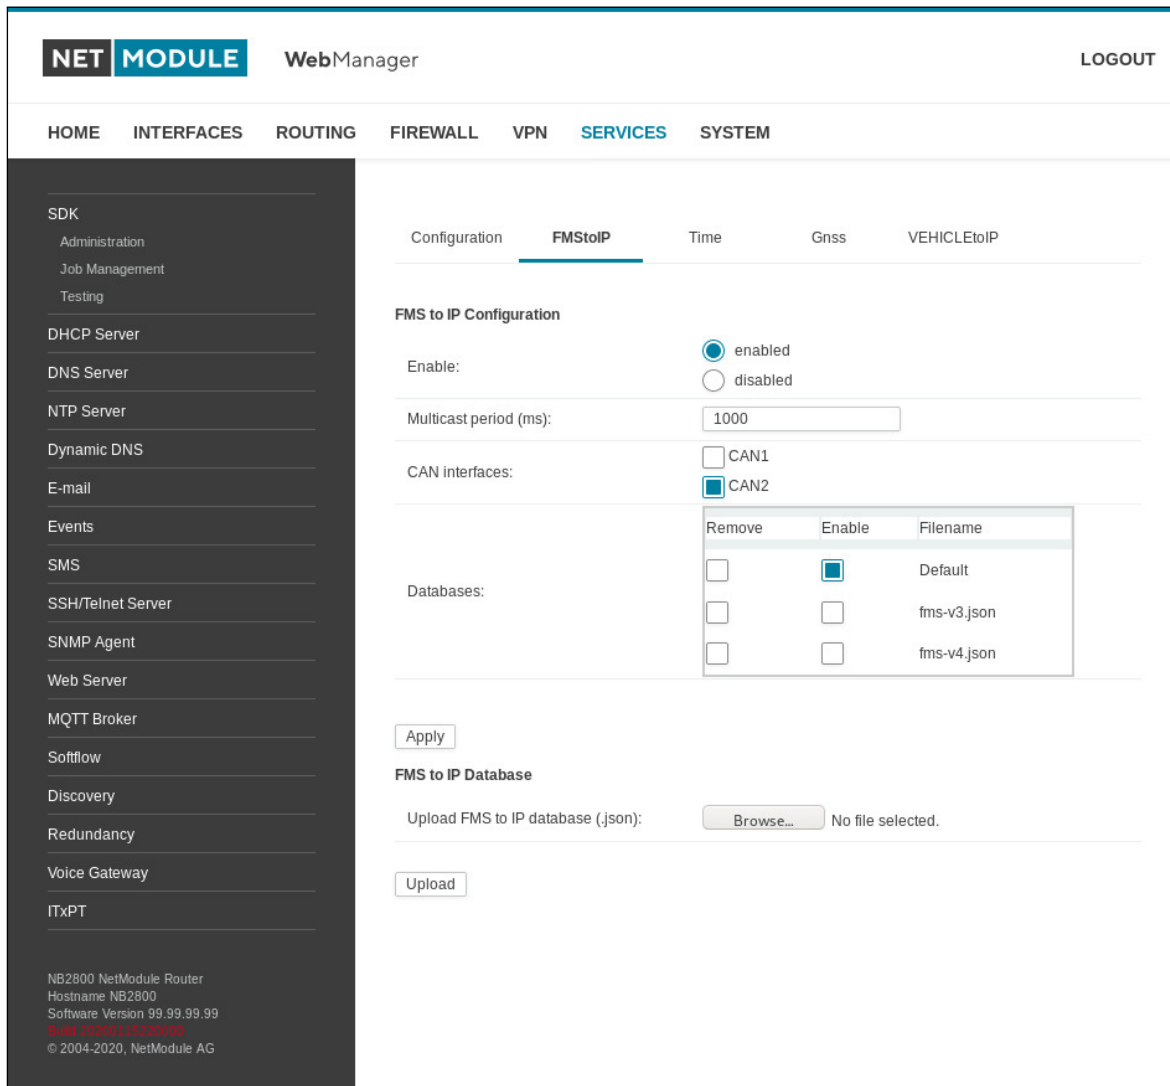 NET MODULE WebManager LOGOUT
HOME INTERFACES ROUTING FIREWALL VPN SERVICES SYSTEM
SDK
Administration
Job Management
Testing
DHCP Server
DNS Server
NTP Server
Dynamic DNS
E-mail
Events
SMS
SSH/Telnet Server
SNMP Agent
Web Server
MQTT Broker
Softflow
Discovery
Redundancy
Voice Gateway
ITxPT
NB2800 NetModule Router
Hostname NB2800
Software Version 99.99.99.99
Build
© 2004-2020, NetModule AG
Configuration FMStoIP Time Gnss VEHICLEtoIP
FMS to IP Configuration
Enable: enabled
disabled
Multicast period (ms): 1000
CAN interfaces: CAN1
CAN2
Databases:
Remove Enable Filename
Default
fms-v3.json
fms-v4.json
Apply
FMS to IP Database
Upload FMS to IP database (.json): Browse... No file selected.
Upload